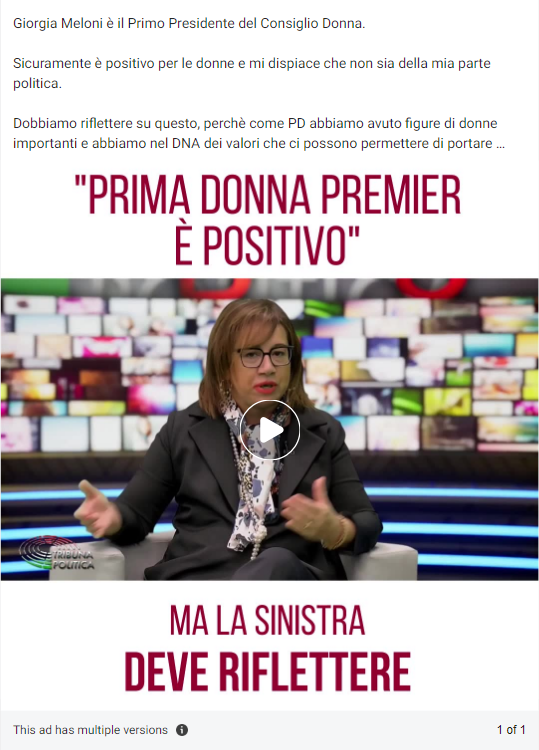 Giorgia Meloni è il Primo Presidente del Consiglio Donna.
Sicuramente è positivo per le donne e mi dispiace che non sia della mia parte
politica.
Dobbiamo riflettere su questo, perchè come PD abbiamo avuto figure di donne
importanti e abbiamo nel DNA dei valori che ci possono permettere di portare ...
"PRIMA DONNA PREMIER
È POSITIVO"
TRIBUNA
POLITICA
MA LA SINISTRA
DEVE RIFLETTERE
This ad has multiple versions
1 of 1